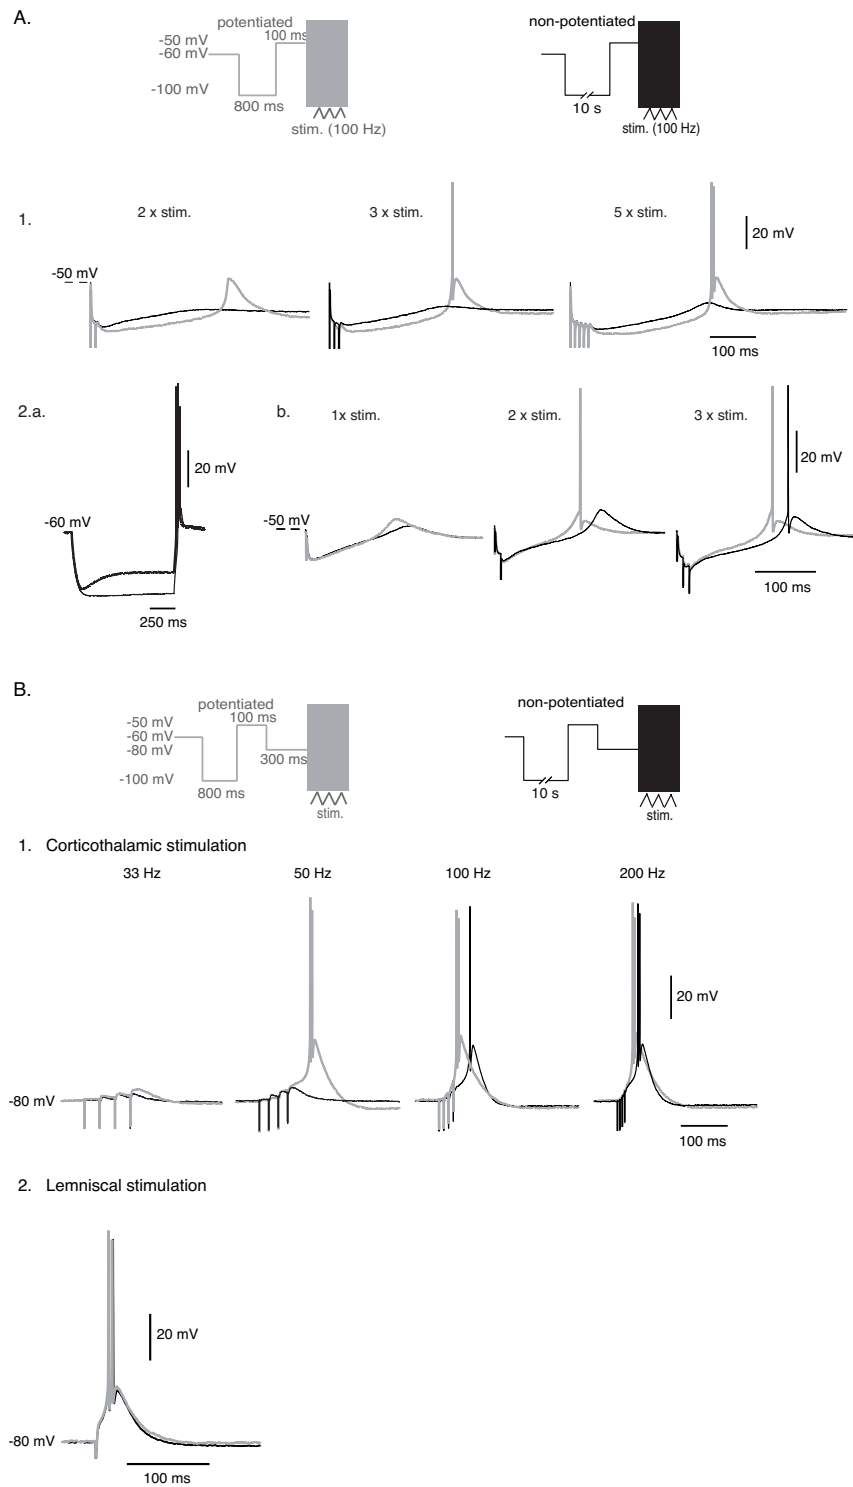 A.
potentiated
non-potentiated
100 ms
-50 mV
-60 mV
-100 mV
800 ms
10 s
stim. (100 Hz)
stim. (100 Hz)
1.
2 x stim.
3 x stim.
5 x stim.
20 mV
-50 mV
100 ms
2.a.
b.
1x stim.
2 x stim.
3 x stim.
20 mV
20 mV
-60 mV
-50 mV
100 ms
250 ms
B.
potentiated
non-potentiated
100 ms
-50 mV
-60 mV
-80 mV
300 ms
-100 mV
800 ms
10 s
stim.
stim.
1. Corticothalamic stimulation
33 Hz
50 Hz
100 Hz
200 Hz
20 mV
-80 mV
100 ms
2. Lemniscal stimulation
20 mV
-80 mV
100 ms